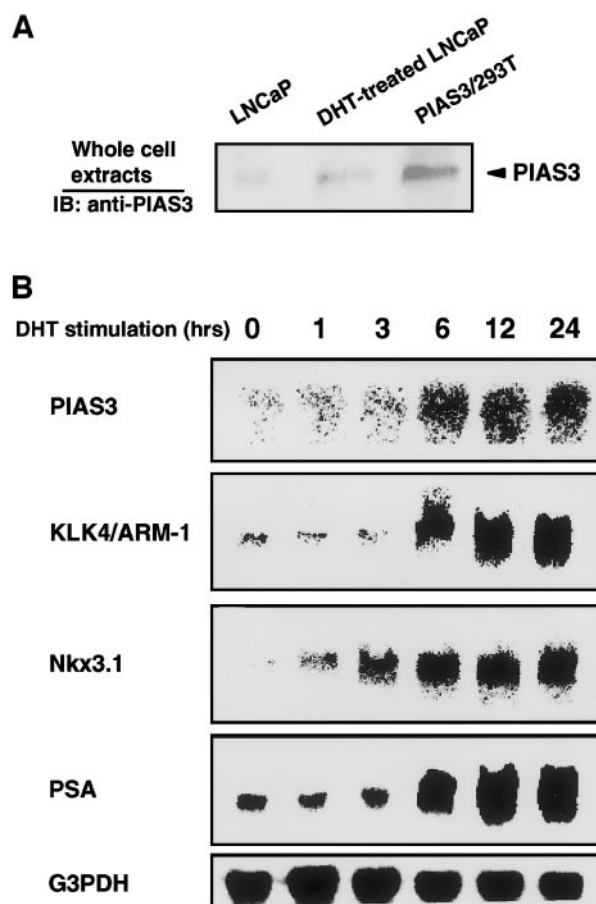 A
LNCaP
DHT-treated LNCaP
PIAS3/293T
Whole cell
extracts
IB: anti-PIAS3
PIAS3
B
DHT stimulation (hrs) 0 1 3 6 12 24
PIAS3
KLK4/ARM-1
Nkx3.1
PSA
G3PDH